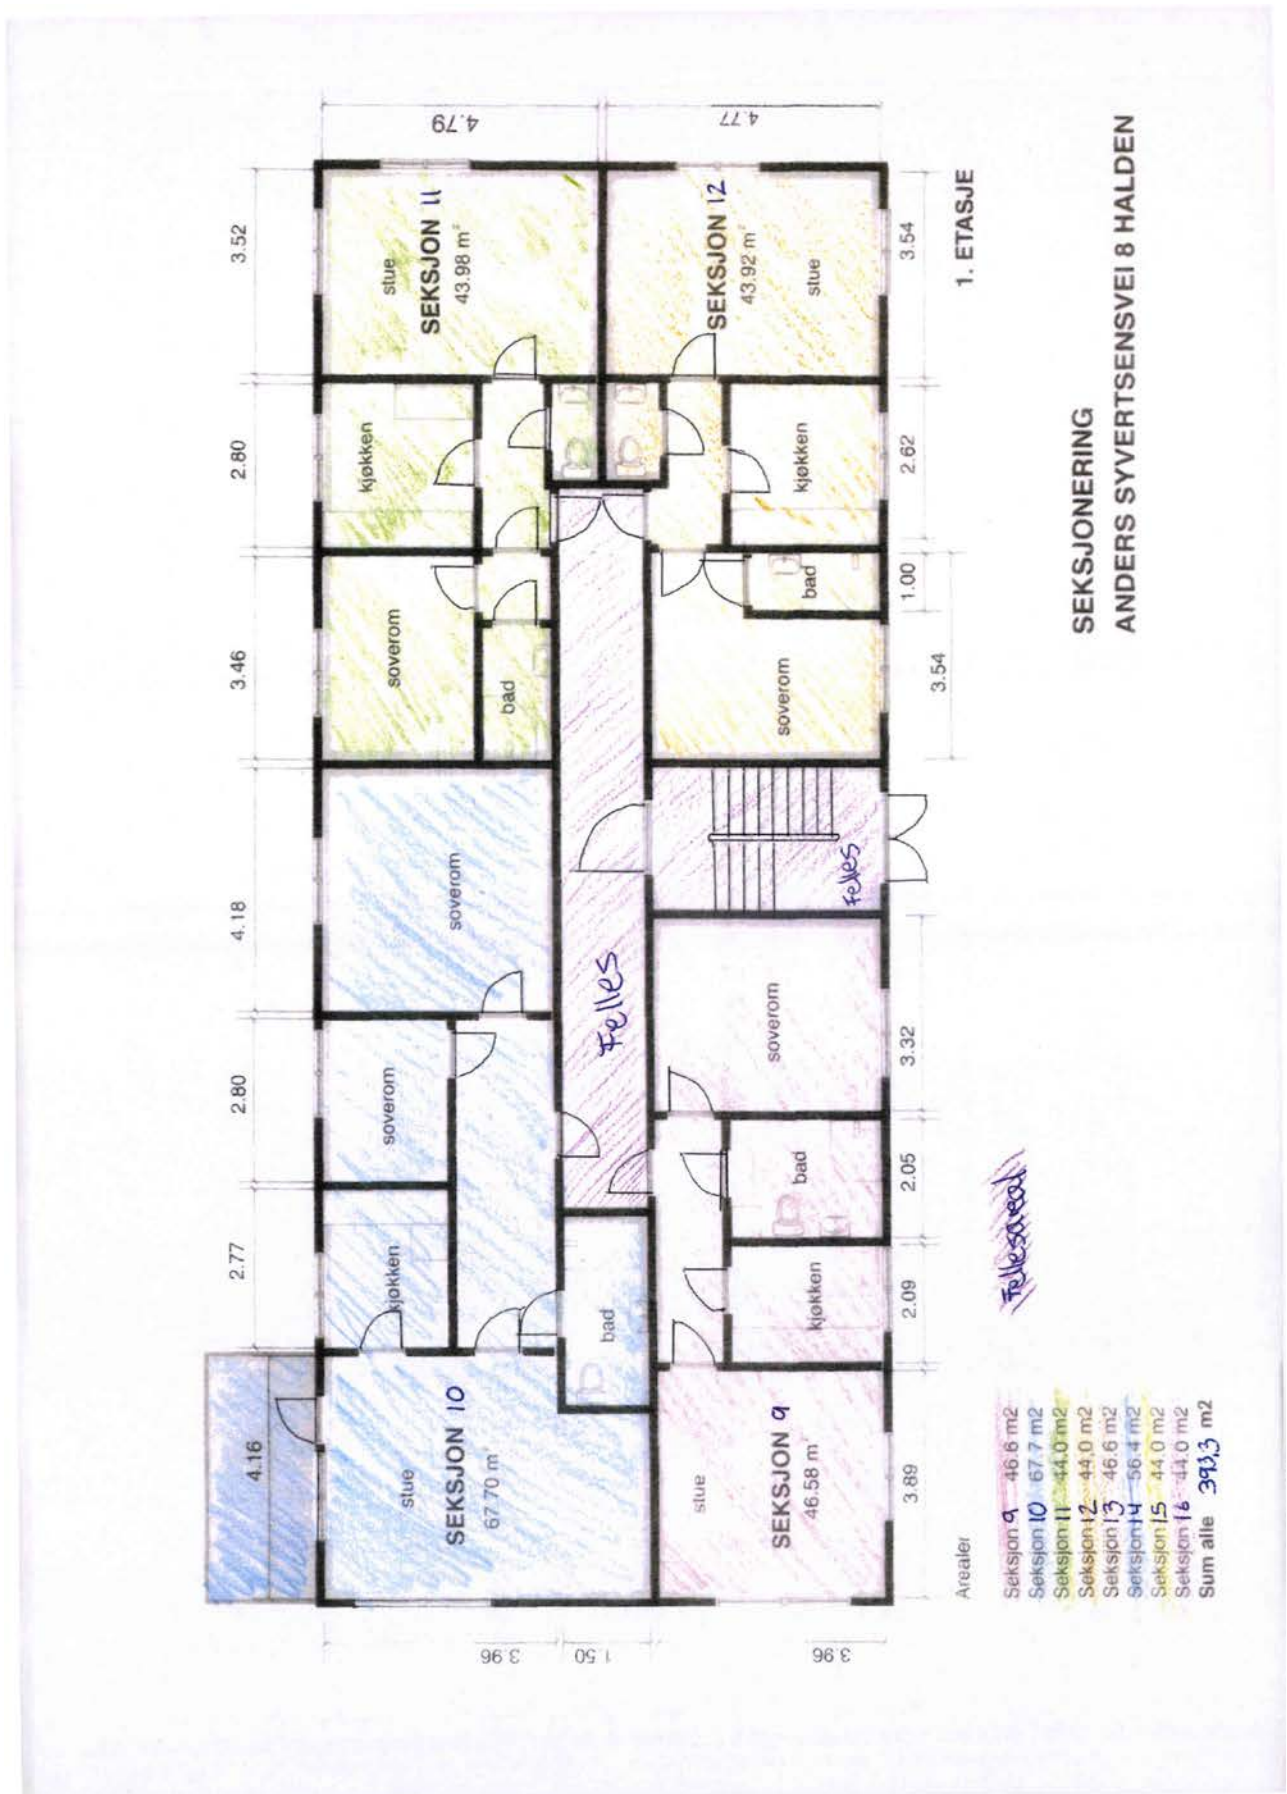 4.16
2.77
2.80
4.18
3.46
2.80
3.52
3.96
1.50
3.96
4.79
4.77
stue
SEKSJON 10
67.70 m²
kjøkken
soverom
soverom
bad
soverom
bad
kjøkken
stue
SEKSJON 11
43.98 m²
Felles
stue
SEKSJON 9
46.58 m²
kjøkken
bad
soverom
Felles
soverom
bad
kjøkken
SEKSJON 12
43.92 m²
stue
3.89
2.09
2.05
3.32
3.54
1.00
2.62
3.54
1. ETASJE
Arealer
Seksjon 9 46.6 m2
Seksjon 10 67.7 m2
Seksjon 11 44.0 m2
Seksjon 12 44.0 m2
Seksjon 13 46.6 m2
Seksjon 14 56.4 m2
Seksjon 15 44.0 m2
Seksjon 16 44.0 m2
Sum alle 393,3 m2
Fellesareal
SEKSJONERING
ANDERS SYVERTSENSVEI 8 HALDEN